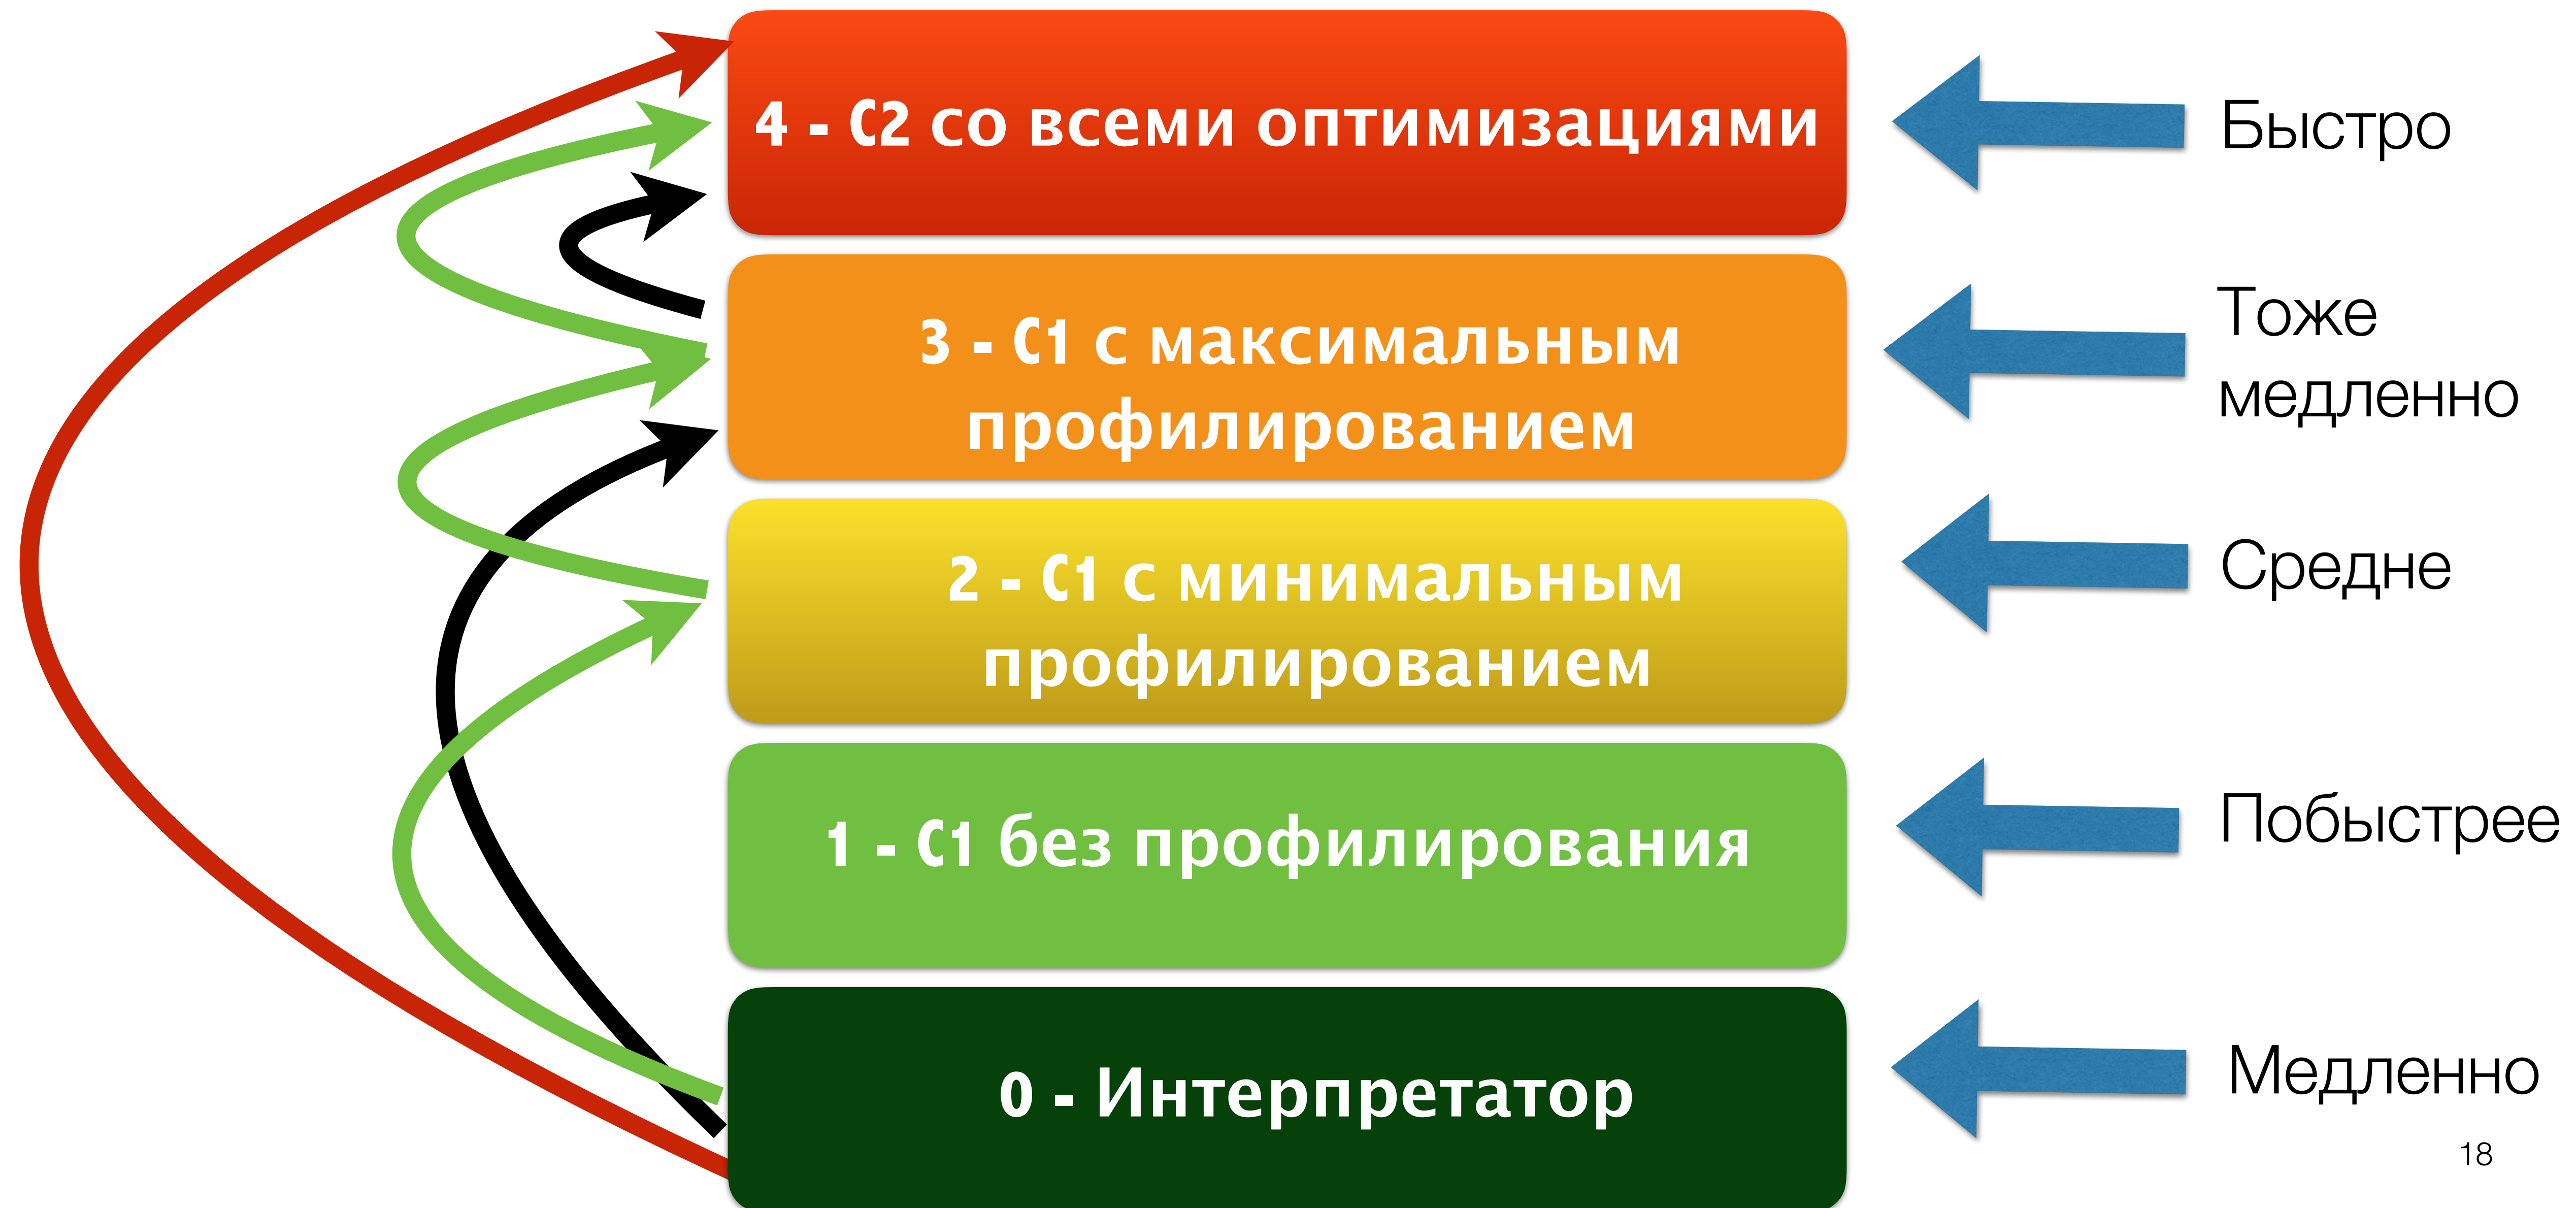 4 - C2 со всеми оптимизациями
Быстро
3 - C1 с максимальным
профилированием
Тоже
медленно
2 - C1 с минимальным
профилированием
Средне
1 - C1 без профилирования
Побыстрее
0 - Интерпретатор
Медленно
18